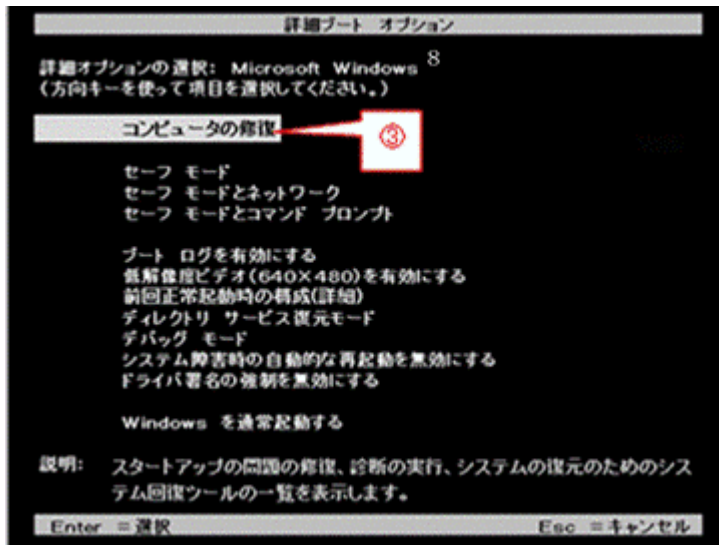 詳細ブート オプション
詳細オプションの選択: Microsoft Windows 8
(方向キーを使って項目を選択してください。)
コンピュータの修復
③
セーフ モード
セーフ モードとネットワーク
セーフ モードとコマンド プロンプト
ブート ログを有効にする
低解像度ビデオ(640×480)を有効にする
前回正常起動時の構成(詳細)
ディレクトリ サービス復元モード
デバッグ モード
システム障害時の自動的な再起動を無効にする
ドライバ署名の強制を無効にする
Windows を通常起動する
説明: スタートアップの問題の修復、診断の実行、システムの復元のためのシス
テム回復ツールの一覧を表示します。
Enter =選択 Esc =キャンセル